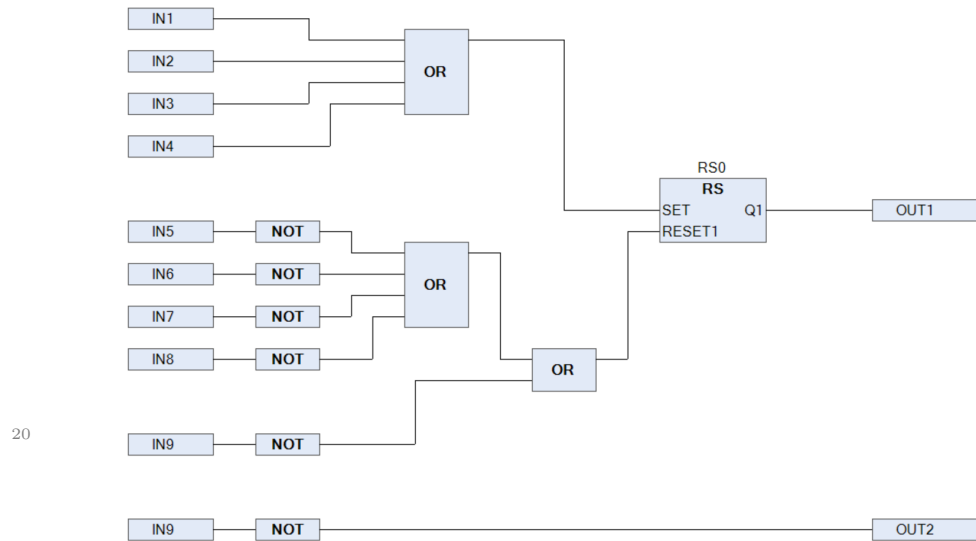 IN1
IN2
OR
IN3
IN4
RS0
RS
SET Q1
RESET1
OUT1
IN5 NOT
IN6 NOT
OR
IN7 NOT
IN8 NOT
OR
20
IN9 NOT
IN9 NOT OUT2